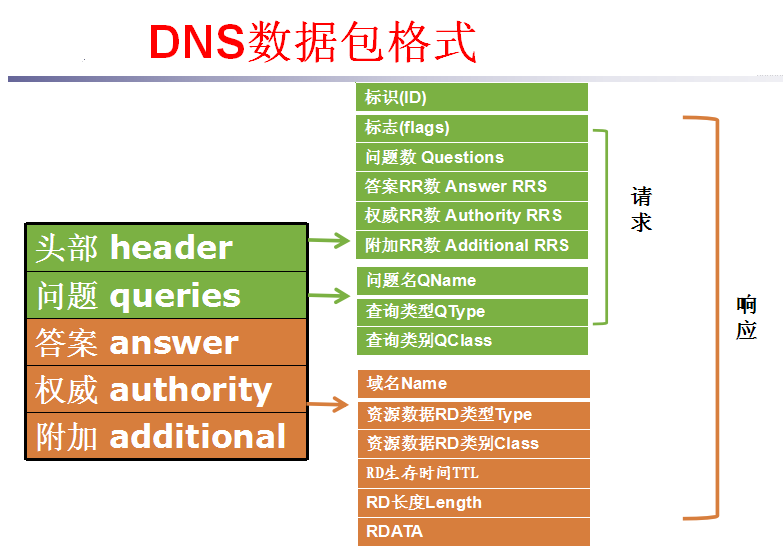 DNS数据包格式
标识(ID)
标志(flags)
问题数 Questions
答案RR数 Answer RRS
权威RR数 Authority RRS
附加RR数 Additional RRS
问题名QName
查询类型QType
查询类别QClass
域名Name
资源数据RD类型Type
资源数据RD类别Class
RD生存时间TTL
RD长度Length
RDATA
头部 header
问题 queries
答案 answer
权威 authority
附加 additional
请求
响应